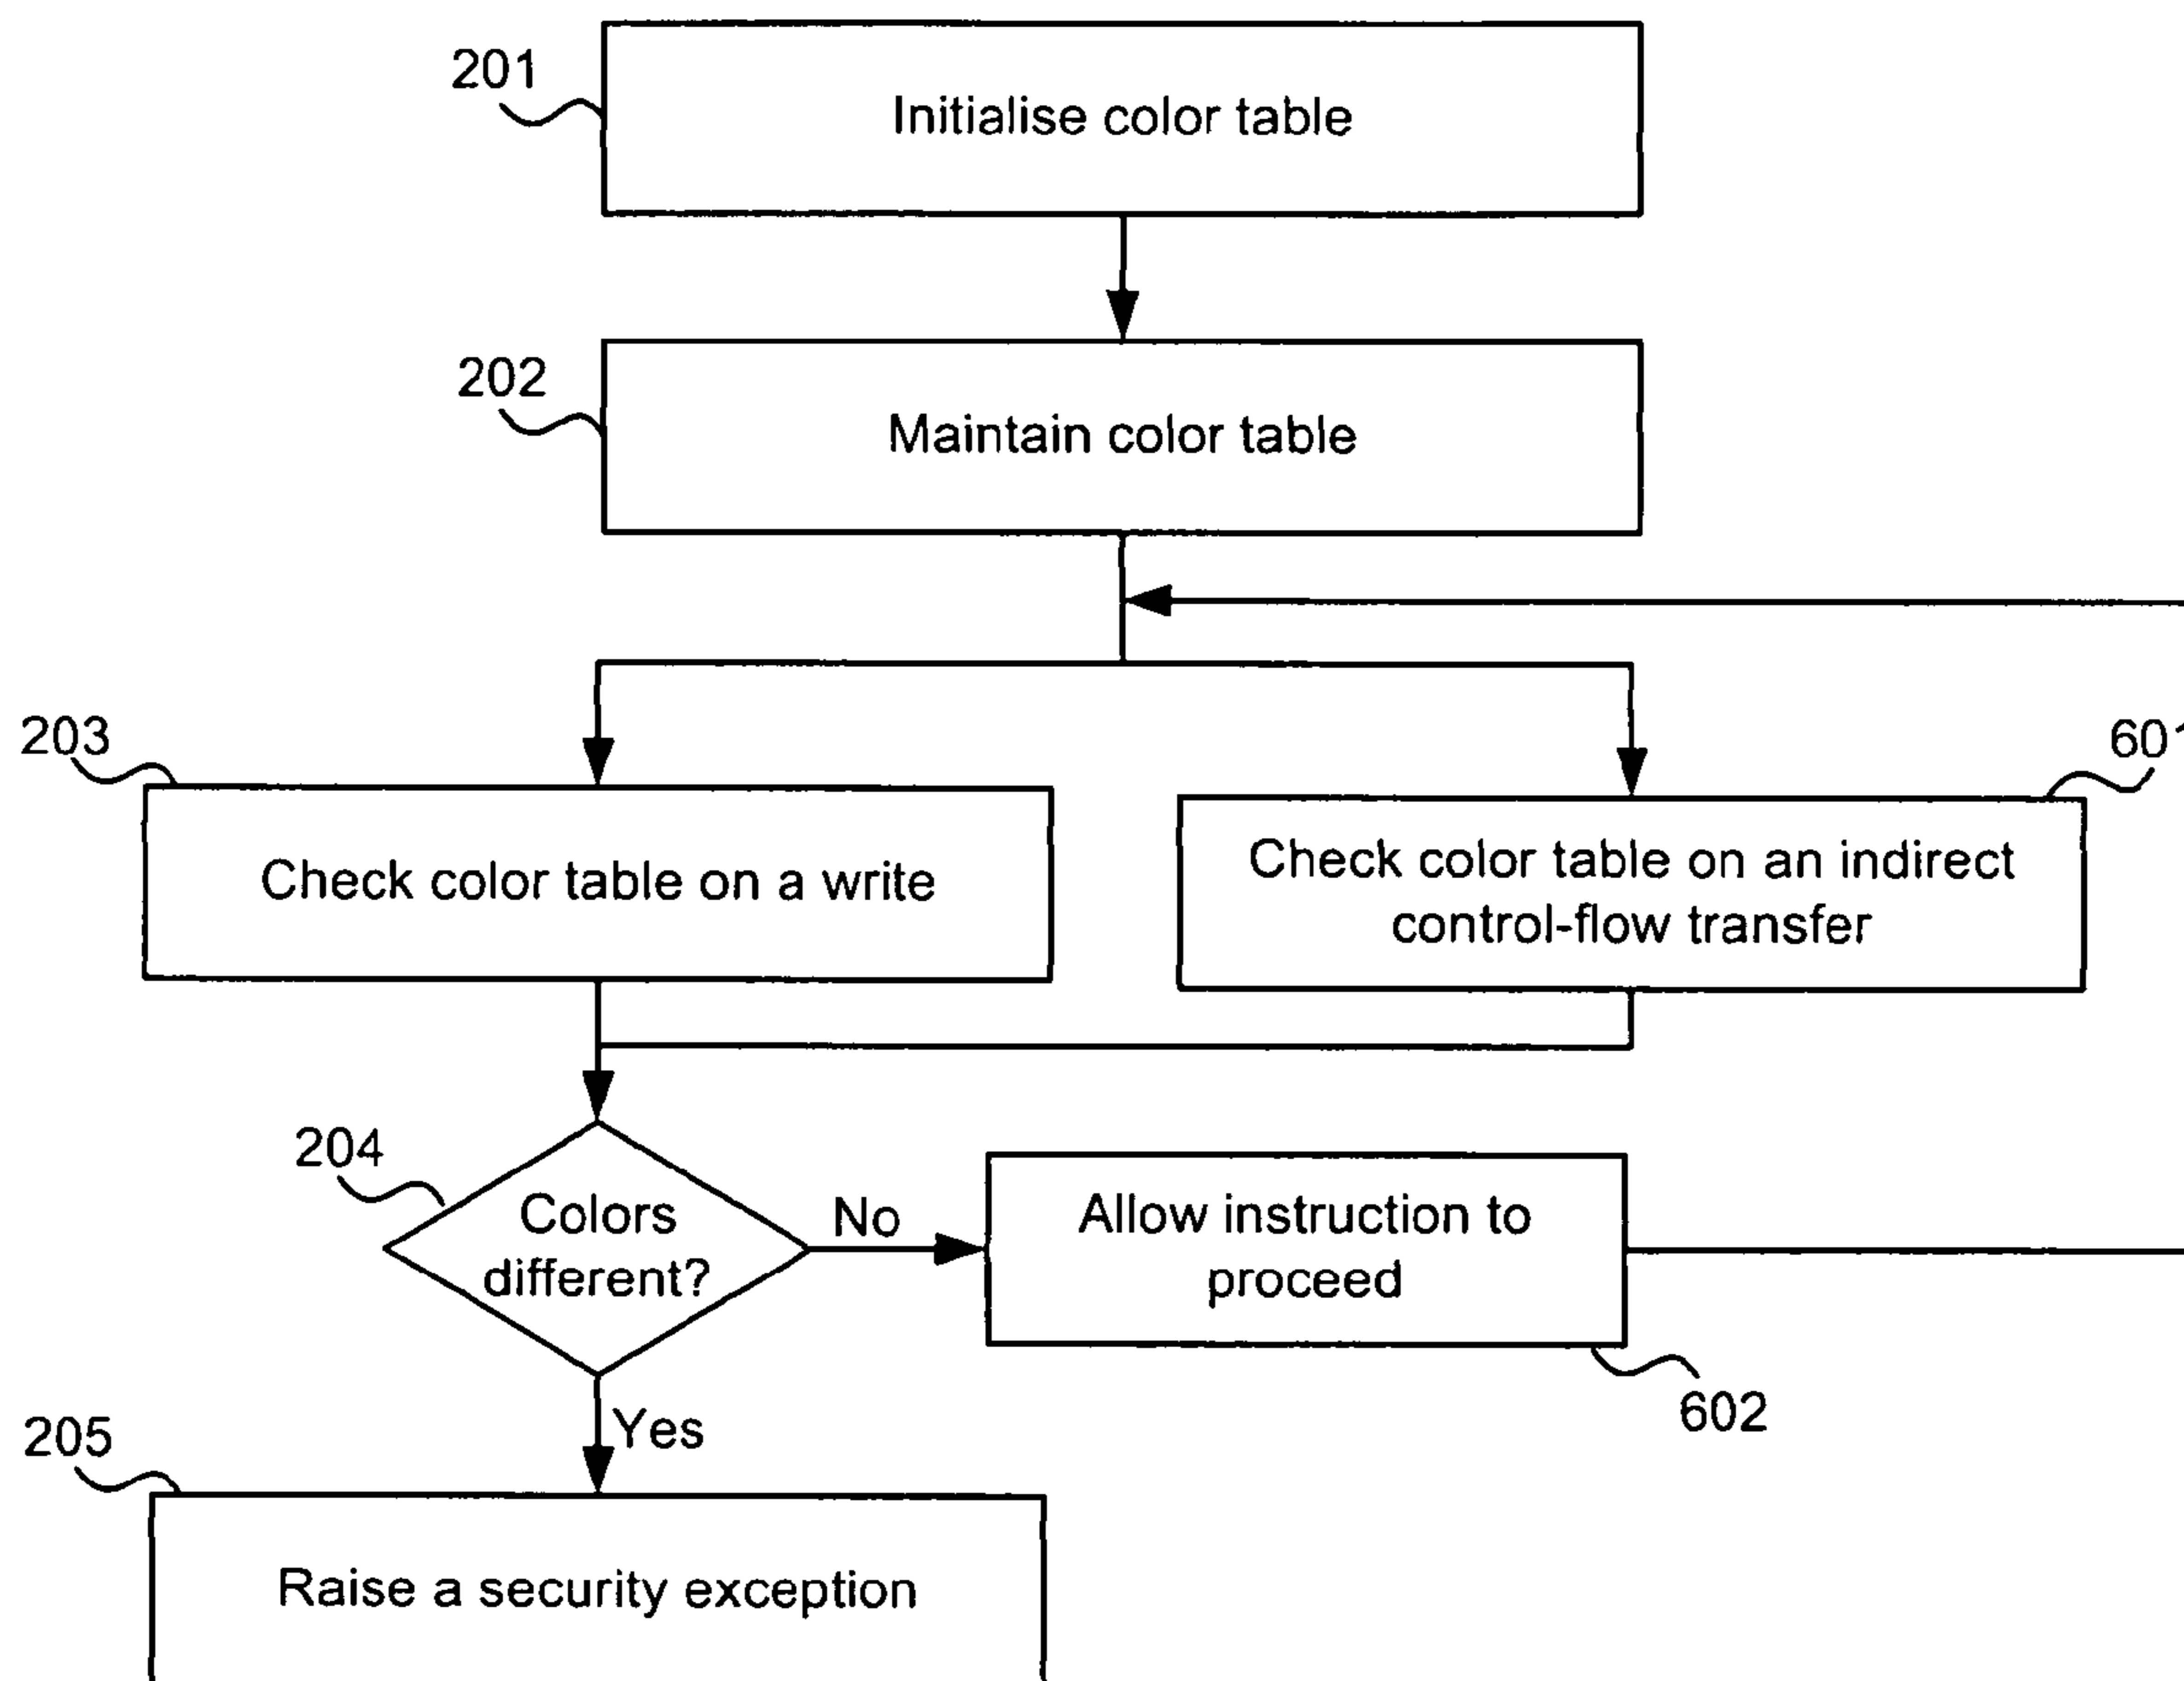 201
Initialise color table
202
Maintain color table
203
Check color table on a write
601
Check color table on an indirect
control-flow transfer
204
Colors
different?
No
Allow instruction to
proceed
602
Yes
205
Raise a security exception